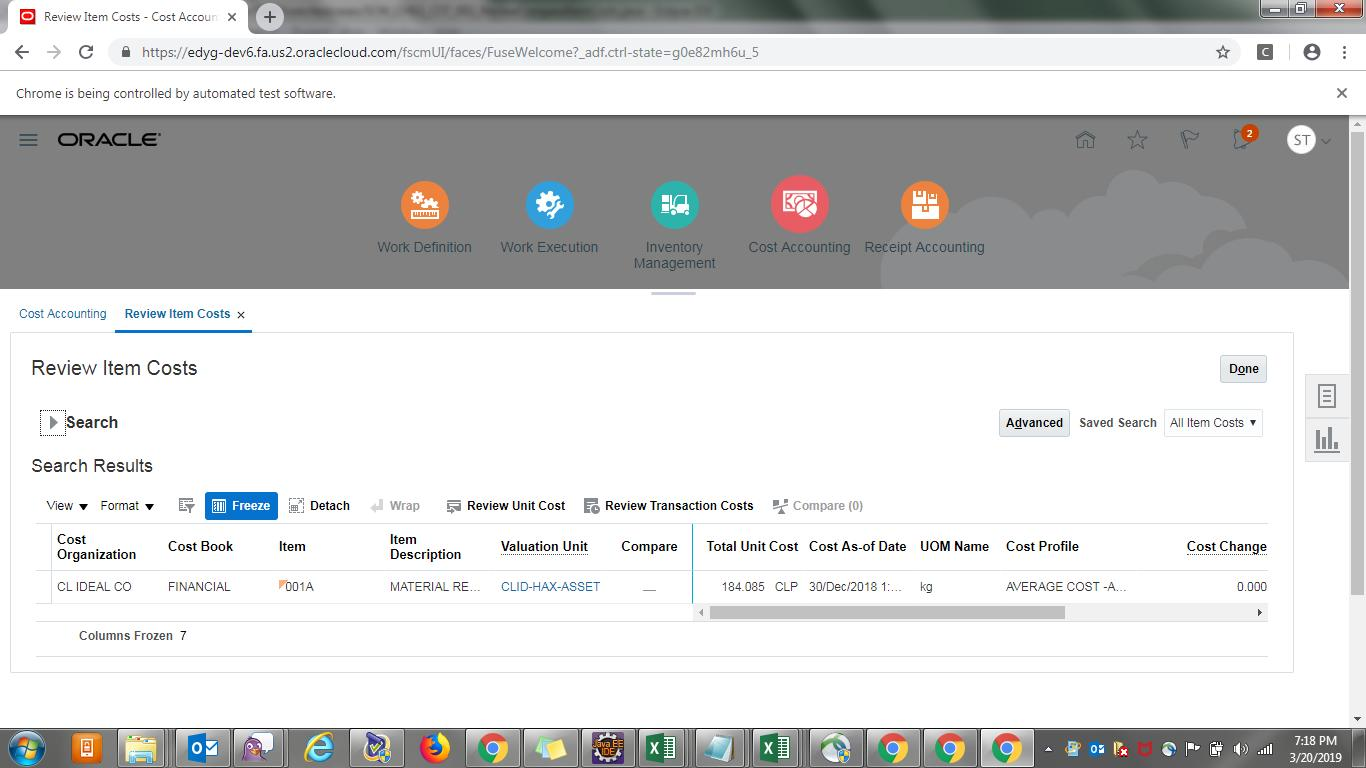 Review Item Costs - Cost Accoun
https://edyg-dev6.fa.us2.oraclecloud.com/fscmUI/faces/FuseWelcome?_adf.ctrl-state=g0e82mh6u_5
C
Chrome is being controlled by automated test software.
ORACLE
2
ST
Work Definition
Work Execution
Inventory
Management
Cost Accounting
Receipt Accounting
Cost Accounting
Review Item Costs
Review Item Costs
Done
Search
Advanced Saved Search All Item Costs
Search Results
View Format Freeze Detach Wrap Review Unit Cost Review Transaction Costs Compare (0)
Cost
Organization
Cost Book
Item
Item
Description
Valuation Unit
Compare
Total Unit Cost
Cost As-of Date
UOM Name
Cost Profile
Cost Change
CL IDEAL CO FINANCIAL 001A MATERIAL RE... CLID-HAX-ASSET 184.085 CLP 30/Dec/2018 1:... kg AVERAGE COST -A... 0.000
Columns Frozen 7
Java EE
IDE
7:18 PM
3/20/2019